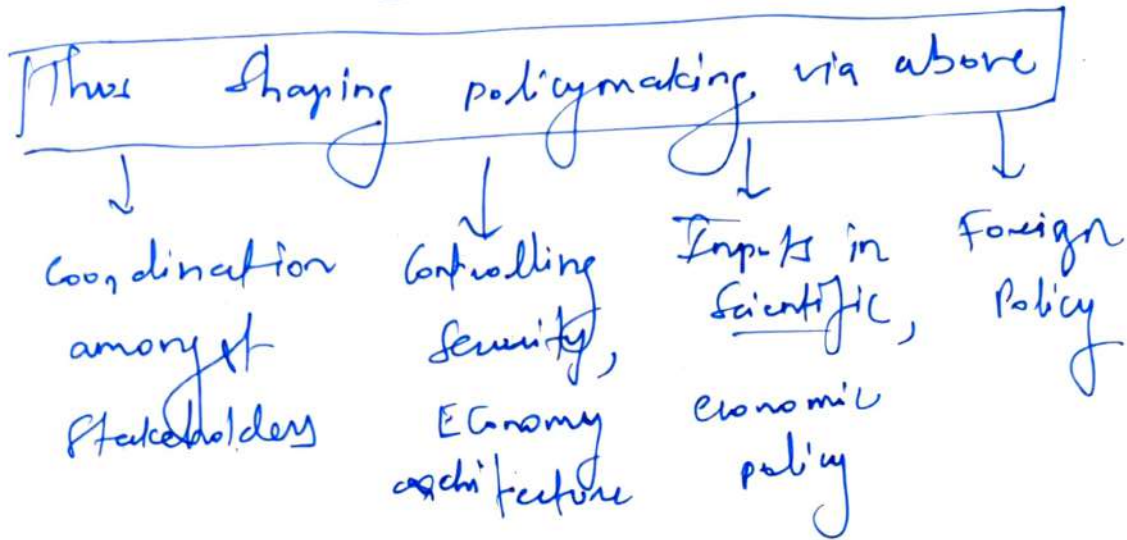 Thus shaping policymaking via above
Coordination
amongst
stakeholders
Controlling
Security,
Economy
architecture
Inputs in
Scientific,
economic
policy
Foreign
Policy